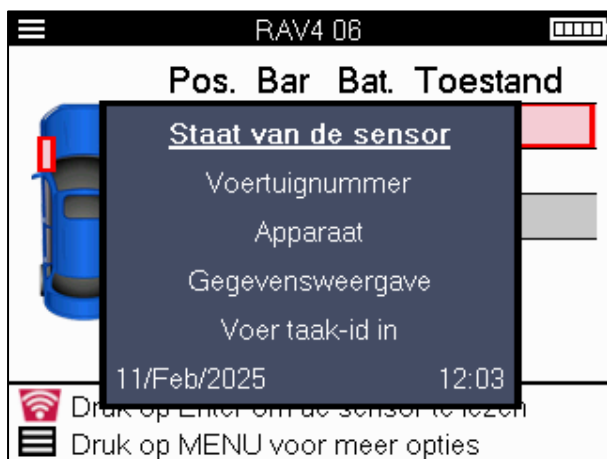 RAV4 06
Pos. Bar Bat. Toestand
Staat van de sensor
Voertuignummer
Apparaat
Gegevensweergave
Voer taak-id in
11/Feb/2025 12:03
Druk op Enter om de sensor te lezen
Druk op MENU voor meer opties